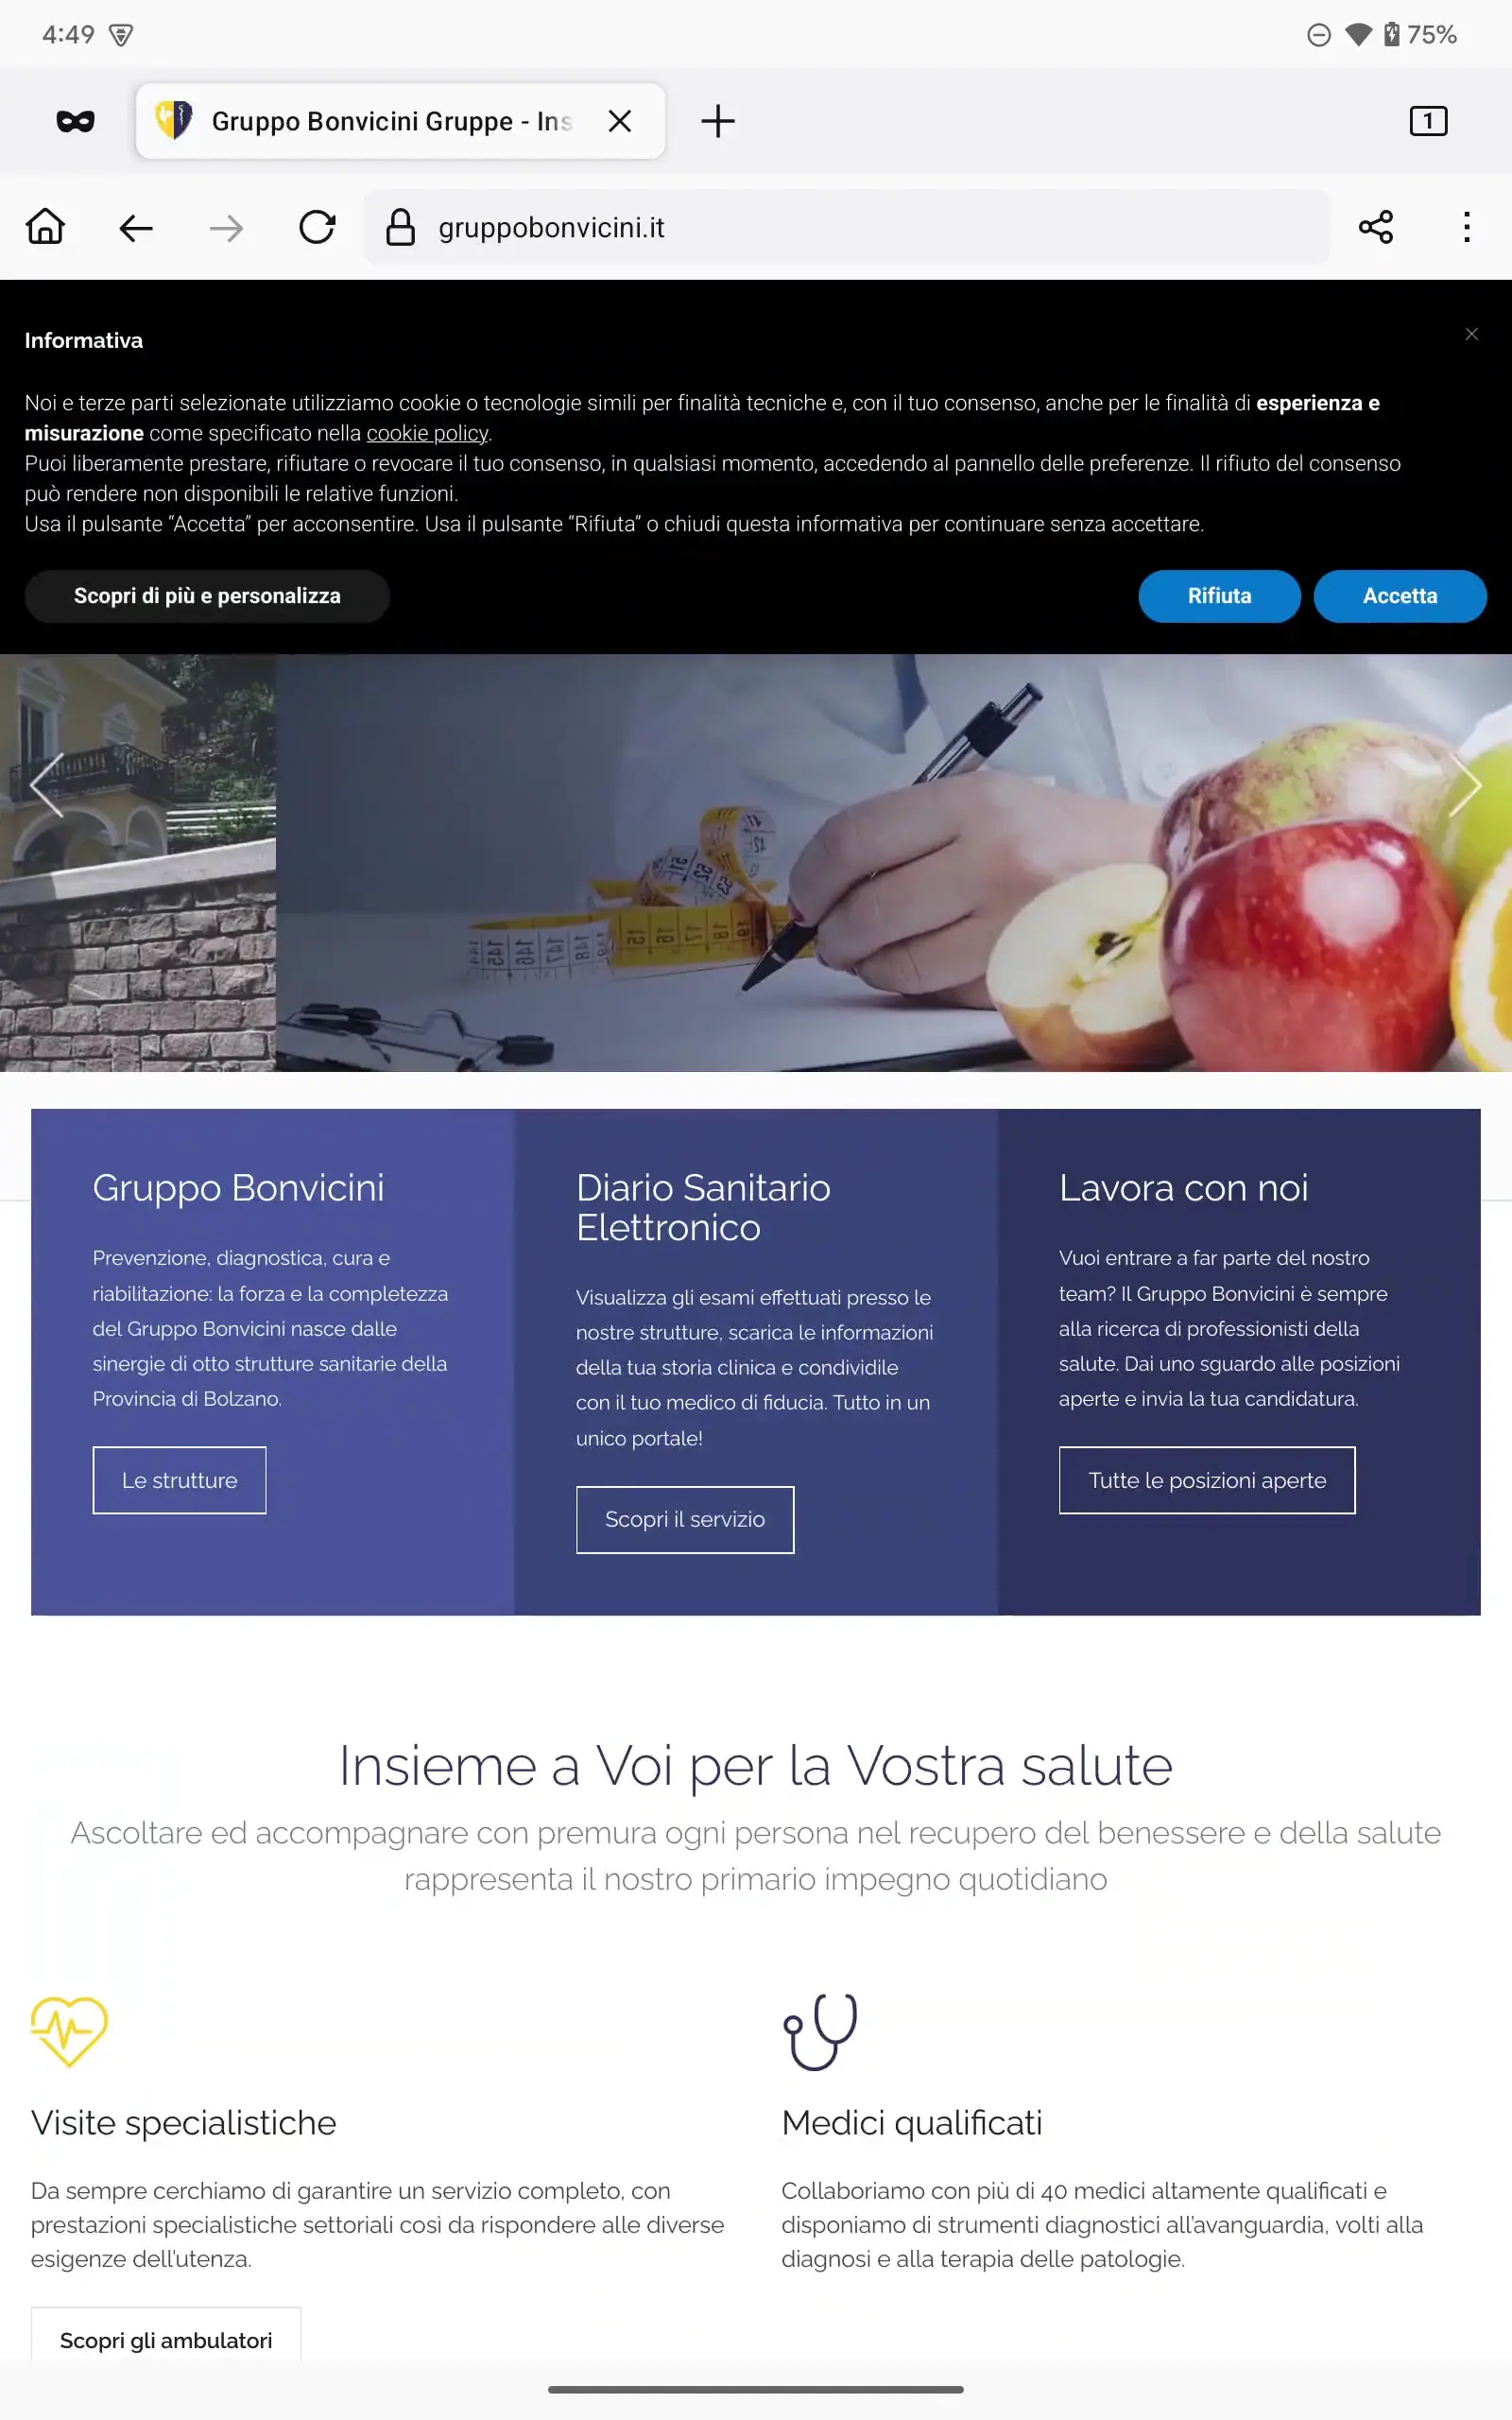 4:49
75%
Gruppo Bonvicini Gruppe - Ins
1
gruppobonvicini.it
Informativa
Noi e terze parti selezionate utilizziamo cookie o tecnologie simili per finalità tecniche e, con il tuo consenso, anche per le finalità di esperienza e
misurazione come specificato nella cookie policy.
Puoi liberamente prestare, rifiutare o revocare il tuo consenso, in qualsiasi momento, accedendo al pannello delle preferenze. Il rifiuto del consenso
può rendere non disponibili le relative funzioni.
Usa il pulsante “Accetta” per acconsentire. Usa il pulsante “Rifiuta” o chiudi questa informativa per continuare senza accettare.
Scopri di più e personalizza
Rifiuta
Accetta
Gruppo Bonvicini
Prevenzione, diagnostica, cura e
riabilitazione: la forza e la completezza
del Gruppo Bonvicini nasce dalle
sinergie di otto strutture sanitarie della
Provincia di Bolzano.
Le strutture
Diario Sanitario
Elettronico
Visualizza gli esami effettuati presso le
nostre strutture, scarica le informazioni
della tua storia clinica e condividile
con il tuo medico di fiducia. Tutto in un
unico portale!
Scopri il servizio
Lavora con noi
Vuoi entrare a far parte del nostro
team? Il Gruppo Bonvicini è sempre
alla ricerca di professionisti della
salute. Dai uno sguardo alle posizioni
aperte e invia la tua candidatura.
Tutte le posizioni aperte
Insieme a Voi per la Vostra salute
Ascoltare ed accompagnare con premura ogni persona nel recupero del benessere e della salute
rappresenta il nostro primario impegno quotidiano
Visite specialistiche
Da sempre cerchiamo di garantire un servizio completo, con
prestazioni specialistiche settoriali così da rispondere alle diverse
esigenze dell'utenza.
Scopri gli ambulatori
Medici qualificati
Collaboriamo con più di 40 medici altamente qualificati e
disponiamo di strumenti diagnostici all'avanguardia, volti alla
diagnosi e alla terapia delle patologie.